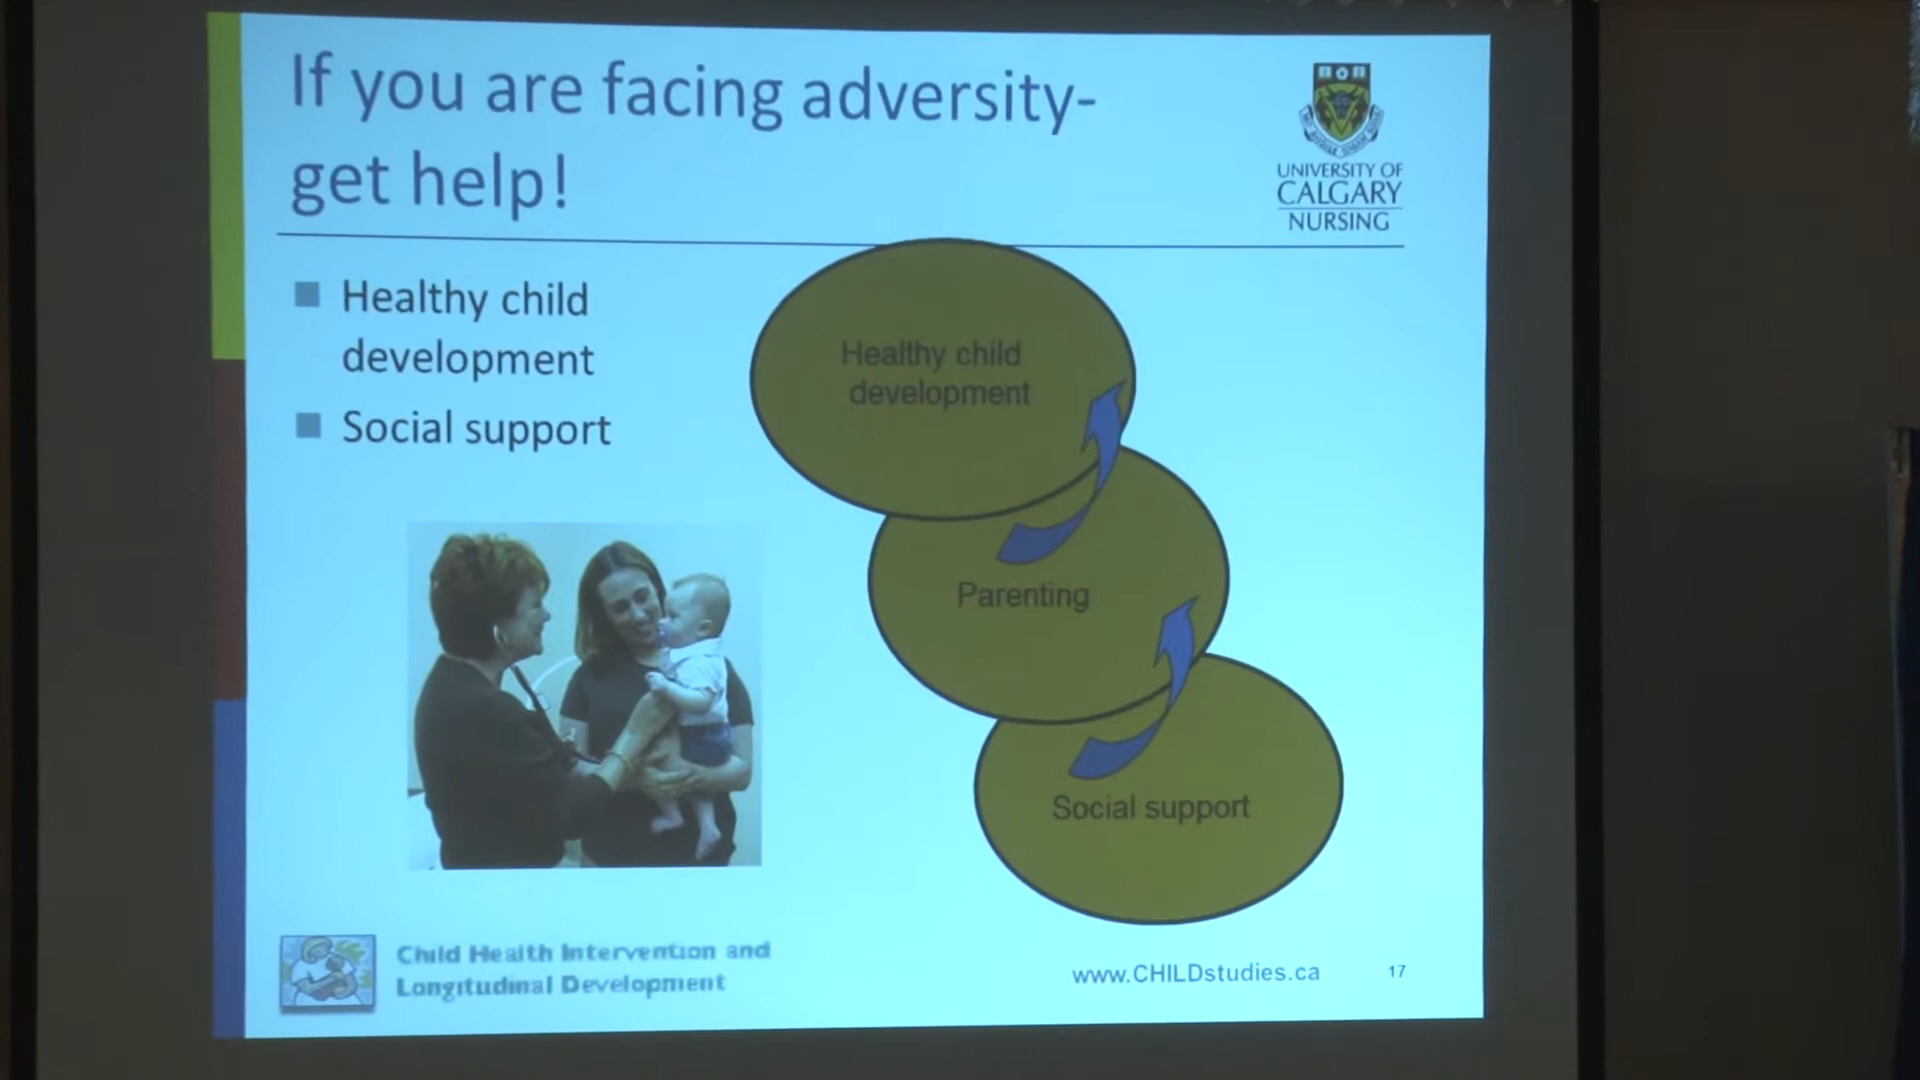 If you are facing adversity-
get help!
UNIVERSITY OF
CALGARY
NURSING
Healthy child
development
Social support
Healthy child
development
Parenting
Social support
Child Health Intervention and
Longitudinal Development
www.CHILDstudies.ca
17